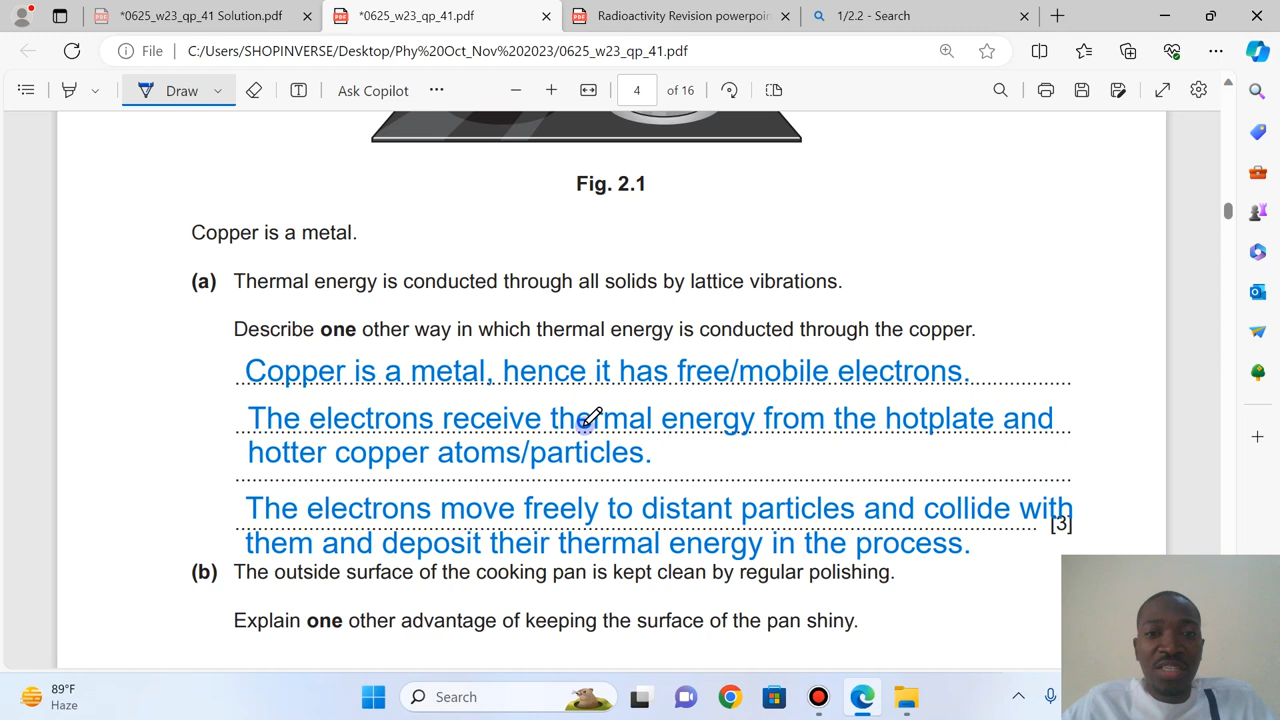 *0625_w23_qp_41 Solution.pdf
*0625_w23_qp_41.pdf
Radioactivity Revision powerpoin
1/2.2 - Search
File
C:/Users/SHOPINVERSE/Desktop/Phy%20Oct_Nov%202023/0625_w23_qp_41.pdf
Draw
Ask Copilot
4
of 16
Fig. 2.1
Copper is a metal.
(a) Thermal energy is conducted through all solids by lattice vibrations.
Describe one other way in which thermal energy is conducted through the copper.
Copper is a metal, hence it has free/mobile electrons.
The electrons receive thermal energy from the hotplate and
hotter copper atoms/particles.
The electrons move freely to distant particles and collide with
[3]
them and deposit their thermal energy in the process.
(b) The outside surface of the cooking pan is kept clean by regular polishing.
Explain one other advantage of keeping the surface of the pan shiny.
89°F
Haze
Search